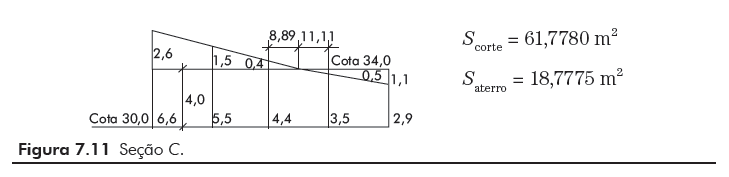 8,89 11,11
S corte = 61,7780 m²
2,6
1,5 0,4 Cota 34,0
0,5 1,1
S aterro = 18,7775 m²
4,0
Cota 30,0 6,6 5,5 4,4 3,5 2,9
Figura 7.11 Seção C.